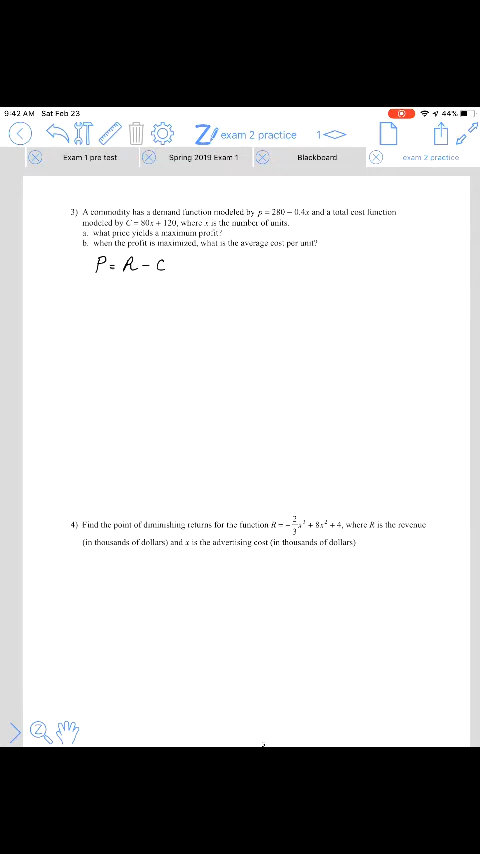 9:42 AM Sat Feb 23 44%
exam 2 practice 1
Exam 1 pre test Spring 2019 Exam 1 Blackboard exam 2 practice
3) A commodity has a demand function modeled by p = 280 − 0.4x and a total cost function
modeled by C = 80x + 120, where x is the number of units.
a. what price yields a maximum profit?
b. when the profit is maximized, what is the average cost per unit?
P = R - C
4) Find the point of diminishing returns for the function R = −2/3x³ + 8x² + 4, where R is the revenue
(in thousands of dollars) and x is the advertising cost (in thousands of dollars)